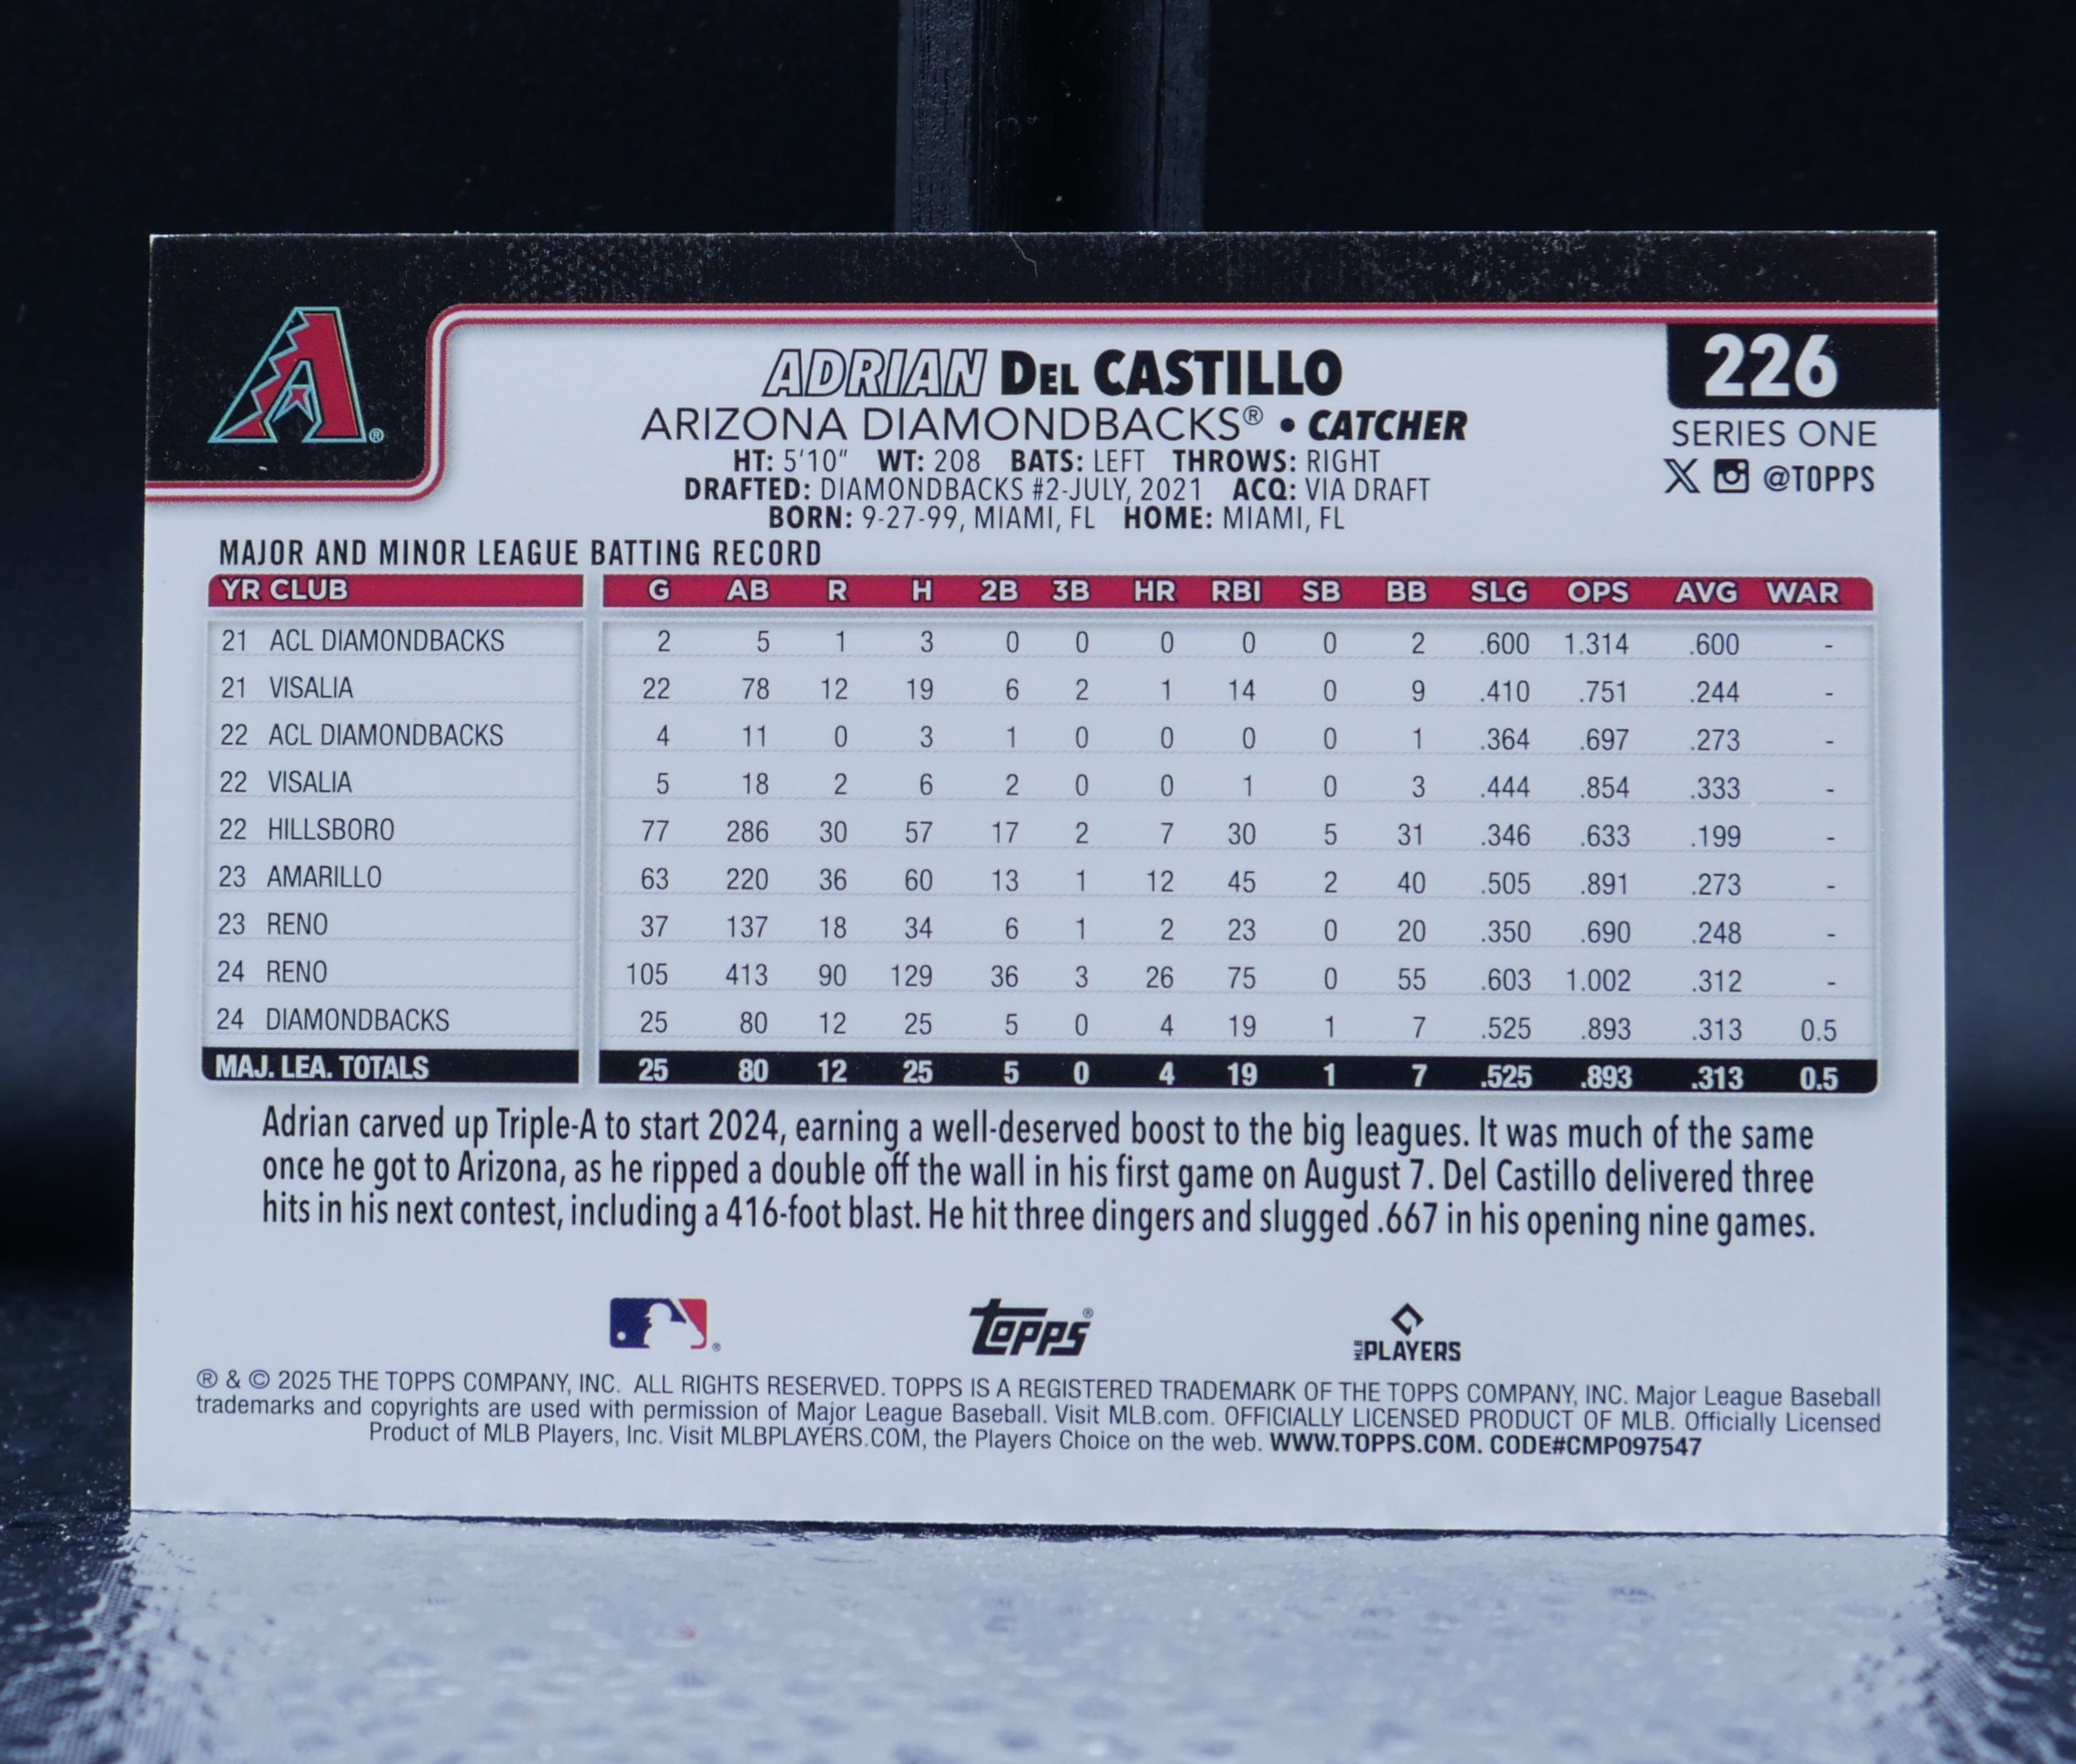 ADRIAN DEL CASTILLO
226
ARIZONA DIAMONDBACKS® • CATCHER
SERIES ONE
HT: 5'10" WT: 208 BATS: LEFT THROWS: RIGHT
@TOPPS
DRAFTED: DIAMONDBACKS #2-JULY, 2021 ACQ: VIA DRAFT
BORN: 9-27-99, MIAMI, FL HOME: MIAMI, FL
MAJOR AND MINOR LEAGUE BATTING RECORD
YR CLUB G AB R H 2B 3B HR RBI SB BB SLG OPS AVG WAR
21 ACL DIAMONDBACKS 2 5 1 3 0 0 0 0 0 2 .600 1.314 .600 -
21 VISALIA 22 78 12 19 6 2 1 14 0 9 .410 .751 .244 -
22 ACL DIAMONDBACKS 4 11 0 3 1 0 0 0 0 1 .364 .697 .273 -
22 VISALIA 5 18 2 6 2 0 0 1 0 3 .444 .854 .333 -
22 HILLSBORO 77 286 30 57 17 2 7 30 5 31 .346 .633 .199 -
23 AMARILLO 63 220 36 60 13 1 12 45 2 40 .505 .891 .273 -
23 RENO 37 137 18 34 6 1 2 23 0 20 .350 .690 .248 -
24 RENO 105 413 90 129 36 3 26 75 0 55 .603 1.002 .312 -
24 DIAMONDBACKS 25 80 12 25 5 0 4 19 1 7 .525 .893 .313 0.5
MAJ. LEA. TOTALS 25 80 12 25 5 0 4 19 1 7 .525 .893 .313 0.5
Adrian carved up Triple-A to start 2024, earning a well-deserved boost to the big leagues. It was much of the same
once he got to Arizona, as he ripped a double off the wall in his first game on August 7. Del Castillo delivered three
hits in his next contest, including a 416-foot blast. He hit three dingers and slugged .667 in his opening nine games.
Topps®
MLB PLAYERS
® & © 2025 THE TOPPS COMPANY, INC. ALL RIGHTS RESERVED. TOPPS IS A REGISTERED TRADEMARK OF THE TOPPS COMPANY, INC. Major League Baseball
trademarks and copyrights are used with permission of Major League Baseball. Visit MLB.com. OFFICIALLY LICENSED PRODUCT OF MLB. Officially Licensed
Product of MLB Players, Inc. Visit MLBPLAYERS.COM, the Players Choice on the web. WWW.TOPPS.COM. CODE#CMP097547